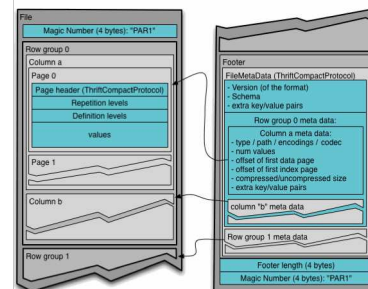 File
Magic Number (4 bytes): "PAR1"
Row group 0
Column a
Page 0
Page header (ThriftCompactProtocol)
Repetition levels
Definition levels
values
Page 1
Column b
Row group 1
Footer
FileMetaData (ThriftCompactProtocol)
- Version (of the format)
- Schema
- extra key/value pairs
Row group 0 meta data:
Column a meta data:
- type / path / encodings / codec
- num values
- offset of first data page
- offset of first index page
- compressed/uncompressed size
- extra key/value pairs
column "b" meta data
Row group 1 meta data
Footer length (4 bytes)
Magic Number (4 bytes): "PAR1"